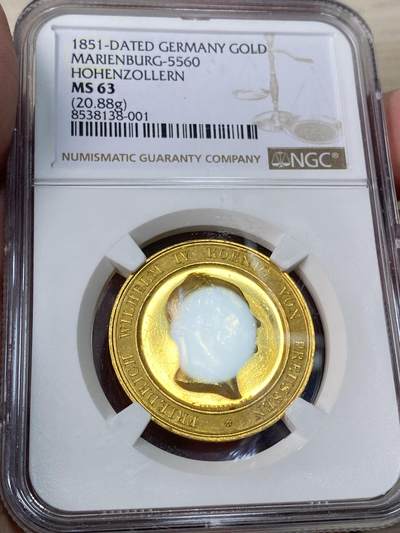 1851-DATED GERMANY GOLD
MARIENBURG-5560
HOHENZOLLERN
MS 63
(20.88g)
8538138-001
NUMISMATIC GUARANTY COMPANY
NGC
FRIEDRICH WILHELM IV KOENIG VON PREUSSEN